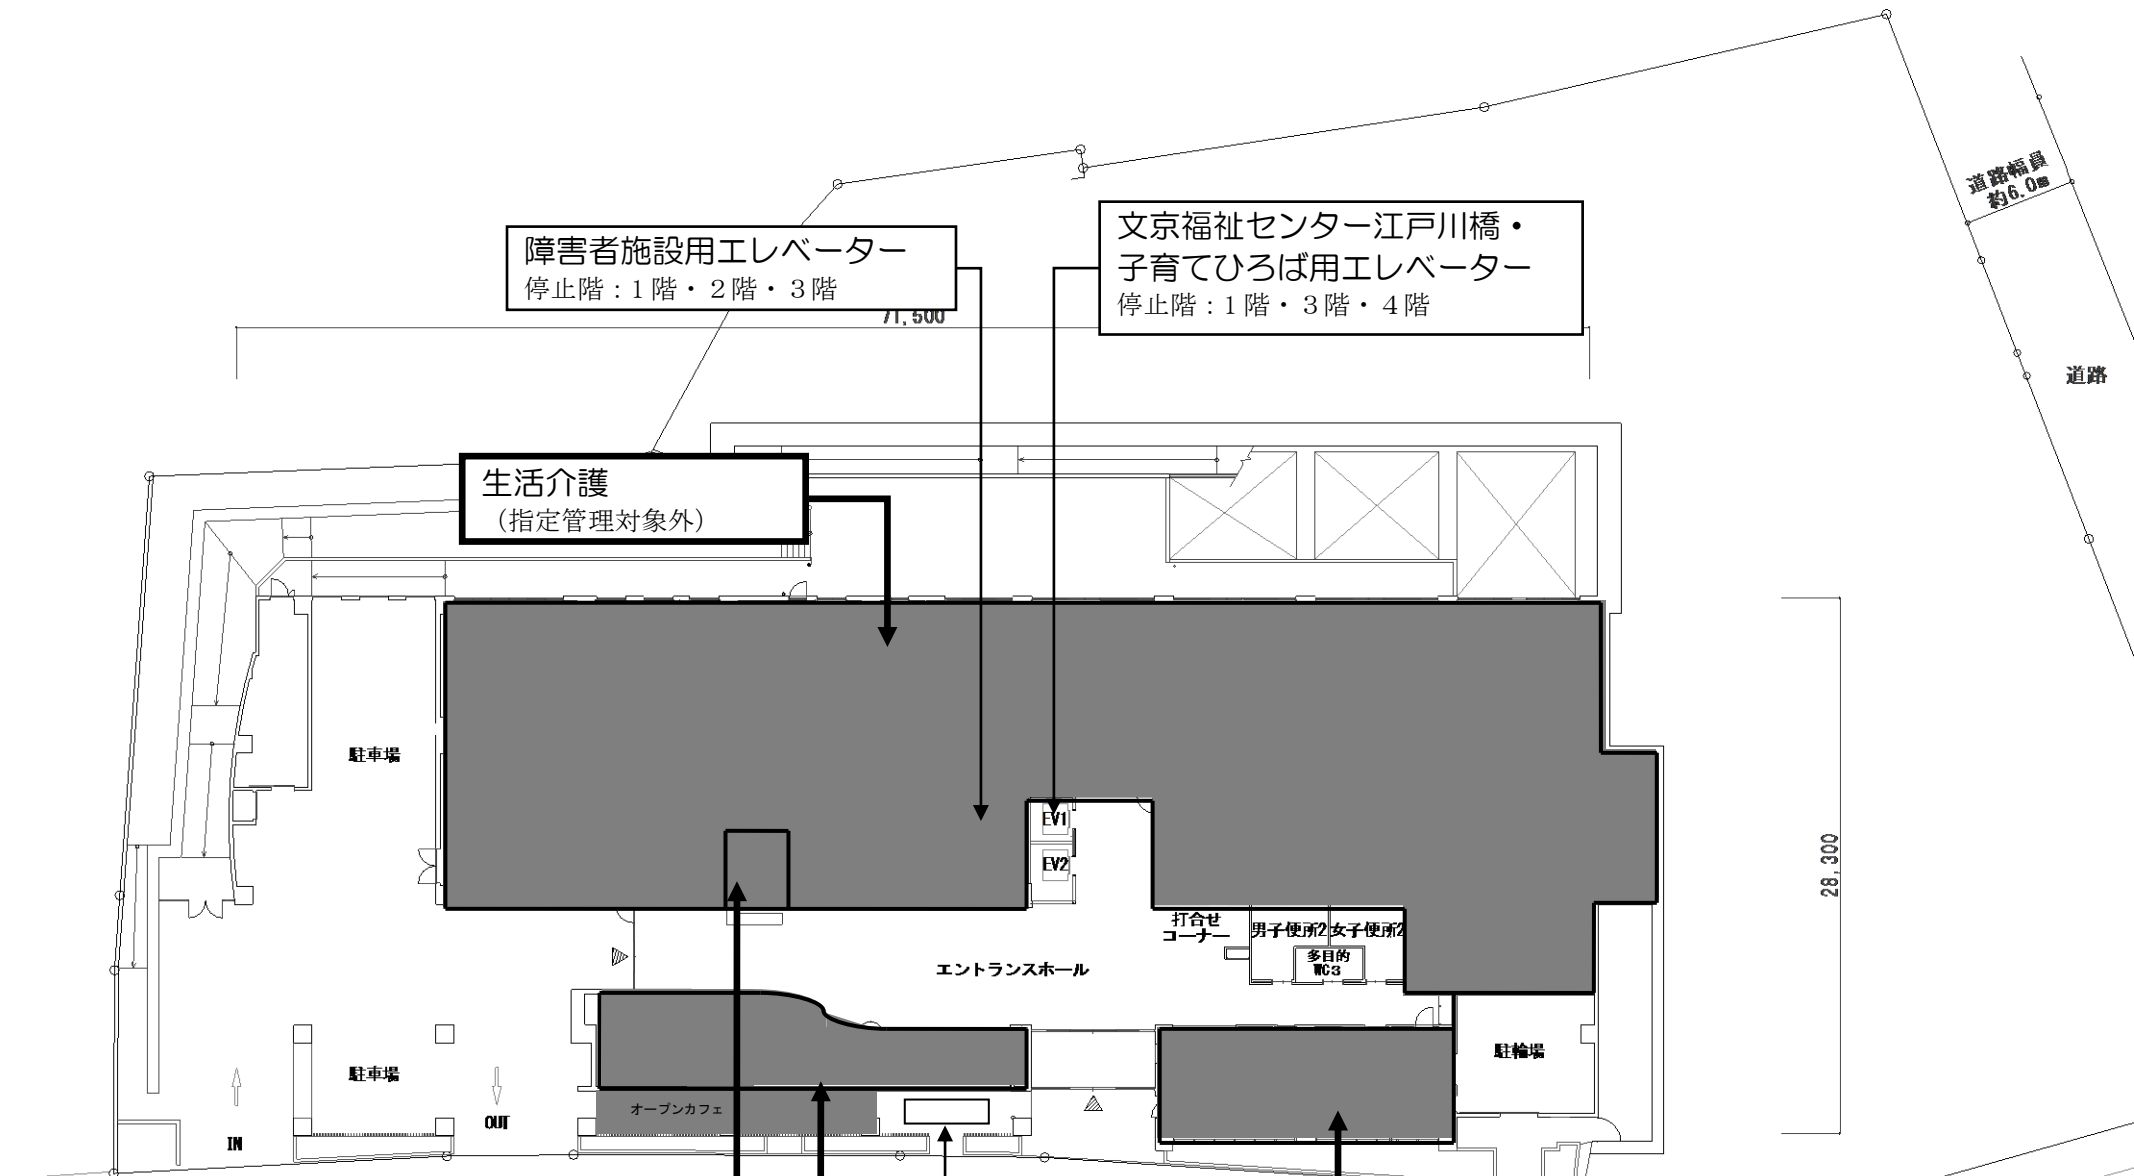 道路幅員
約6.0m
文京福祉センター江戸川橋・
子育てひろば用エレベーター
停止階：1階・3階・4階
障害者施設用エレベーター
停止階：1階・2階・3階
71,500
道路
生活介護
（指定管理対象外）
駐車場
EV1
EV2
28,300
打合せ
コーナー
男子便所2
女子便所2
多目的
WC3
エントランスホール
駐輪場
駐車場
オープンカフェ
OUT
IN